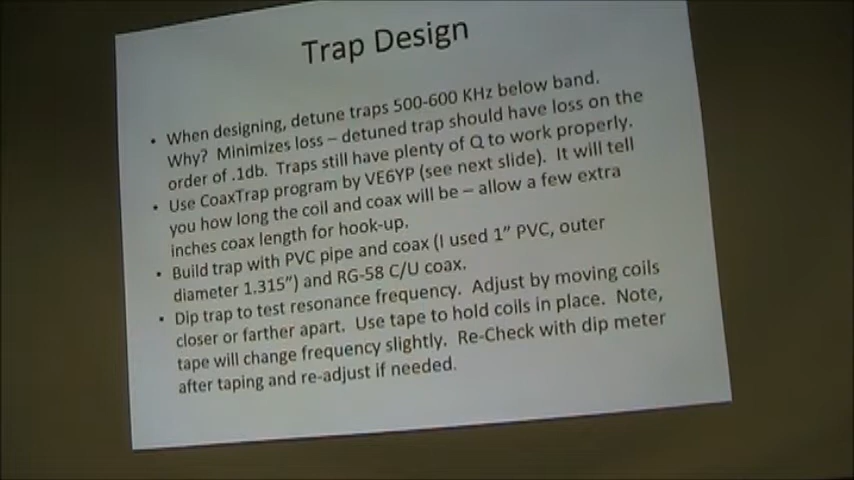 Trap Design
• When designing, detune traps 500-600 KHz below band.
Why? Minimizes loss – detuned trap should have loss on the
order of .1db. Traps still have plenty of Q to work properly.
• Use CoaxTrap program by VE6YP (see next slide). It will tell
you how long the coil and coax will be – allow a few extra
inches coax length for hook-up.
• Build trap with PVC pipe and coax (I used 1" PVC, outer
diameter 1.315") and RG-58 C/U coax.
• Dip trap to test resonance frequency. Adjust by moving coils
closer or farther apart. Use tape to hold coils in place. Note,
tape will change frequency slightly. Re-Check with dip meter
after taping and re-adjust if needed.